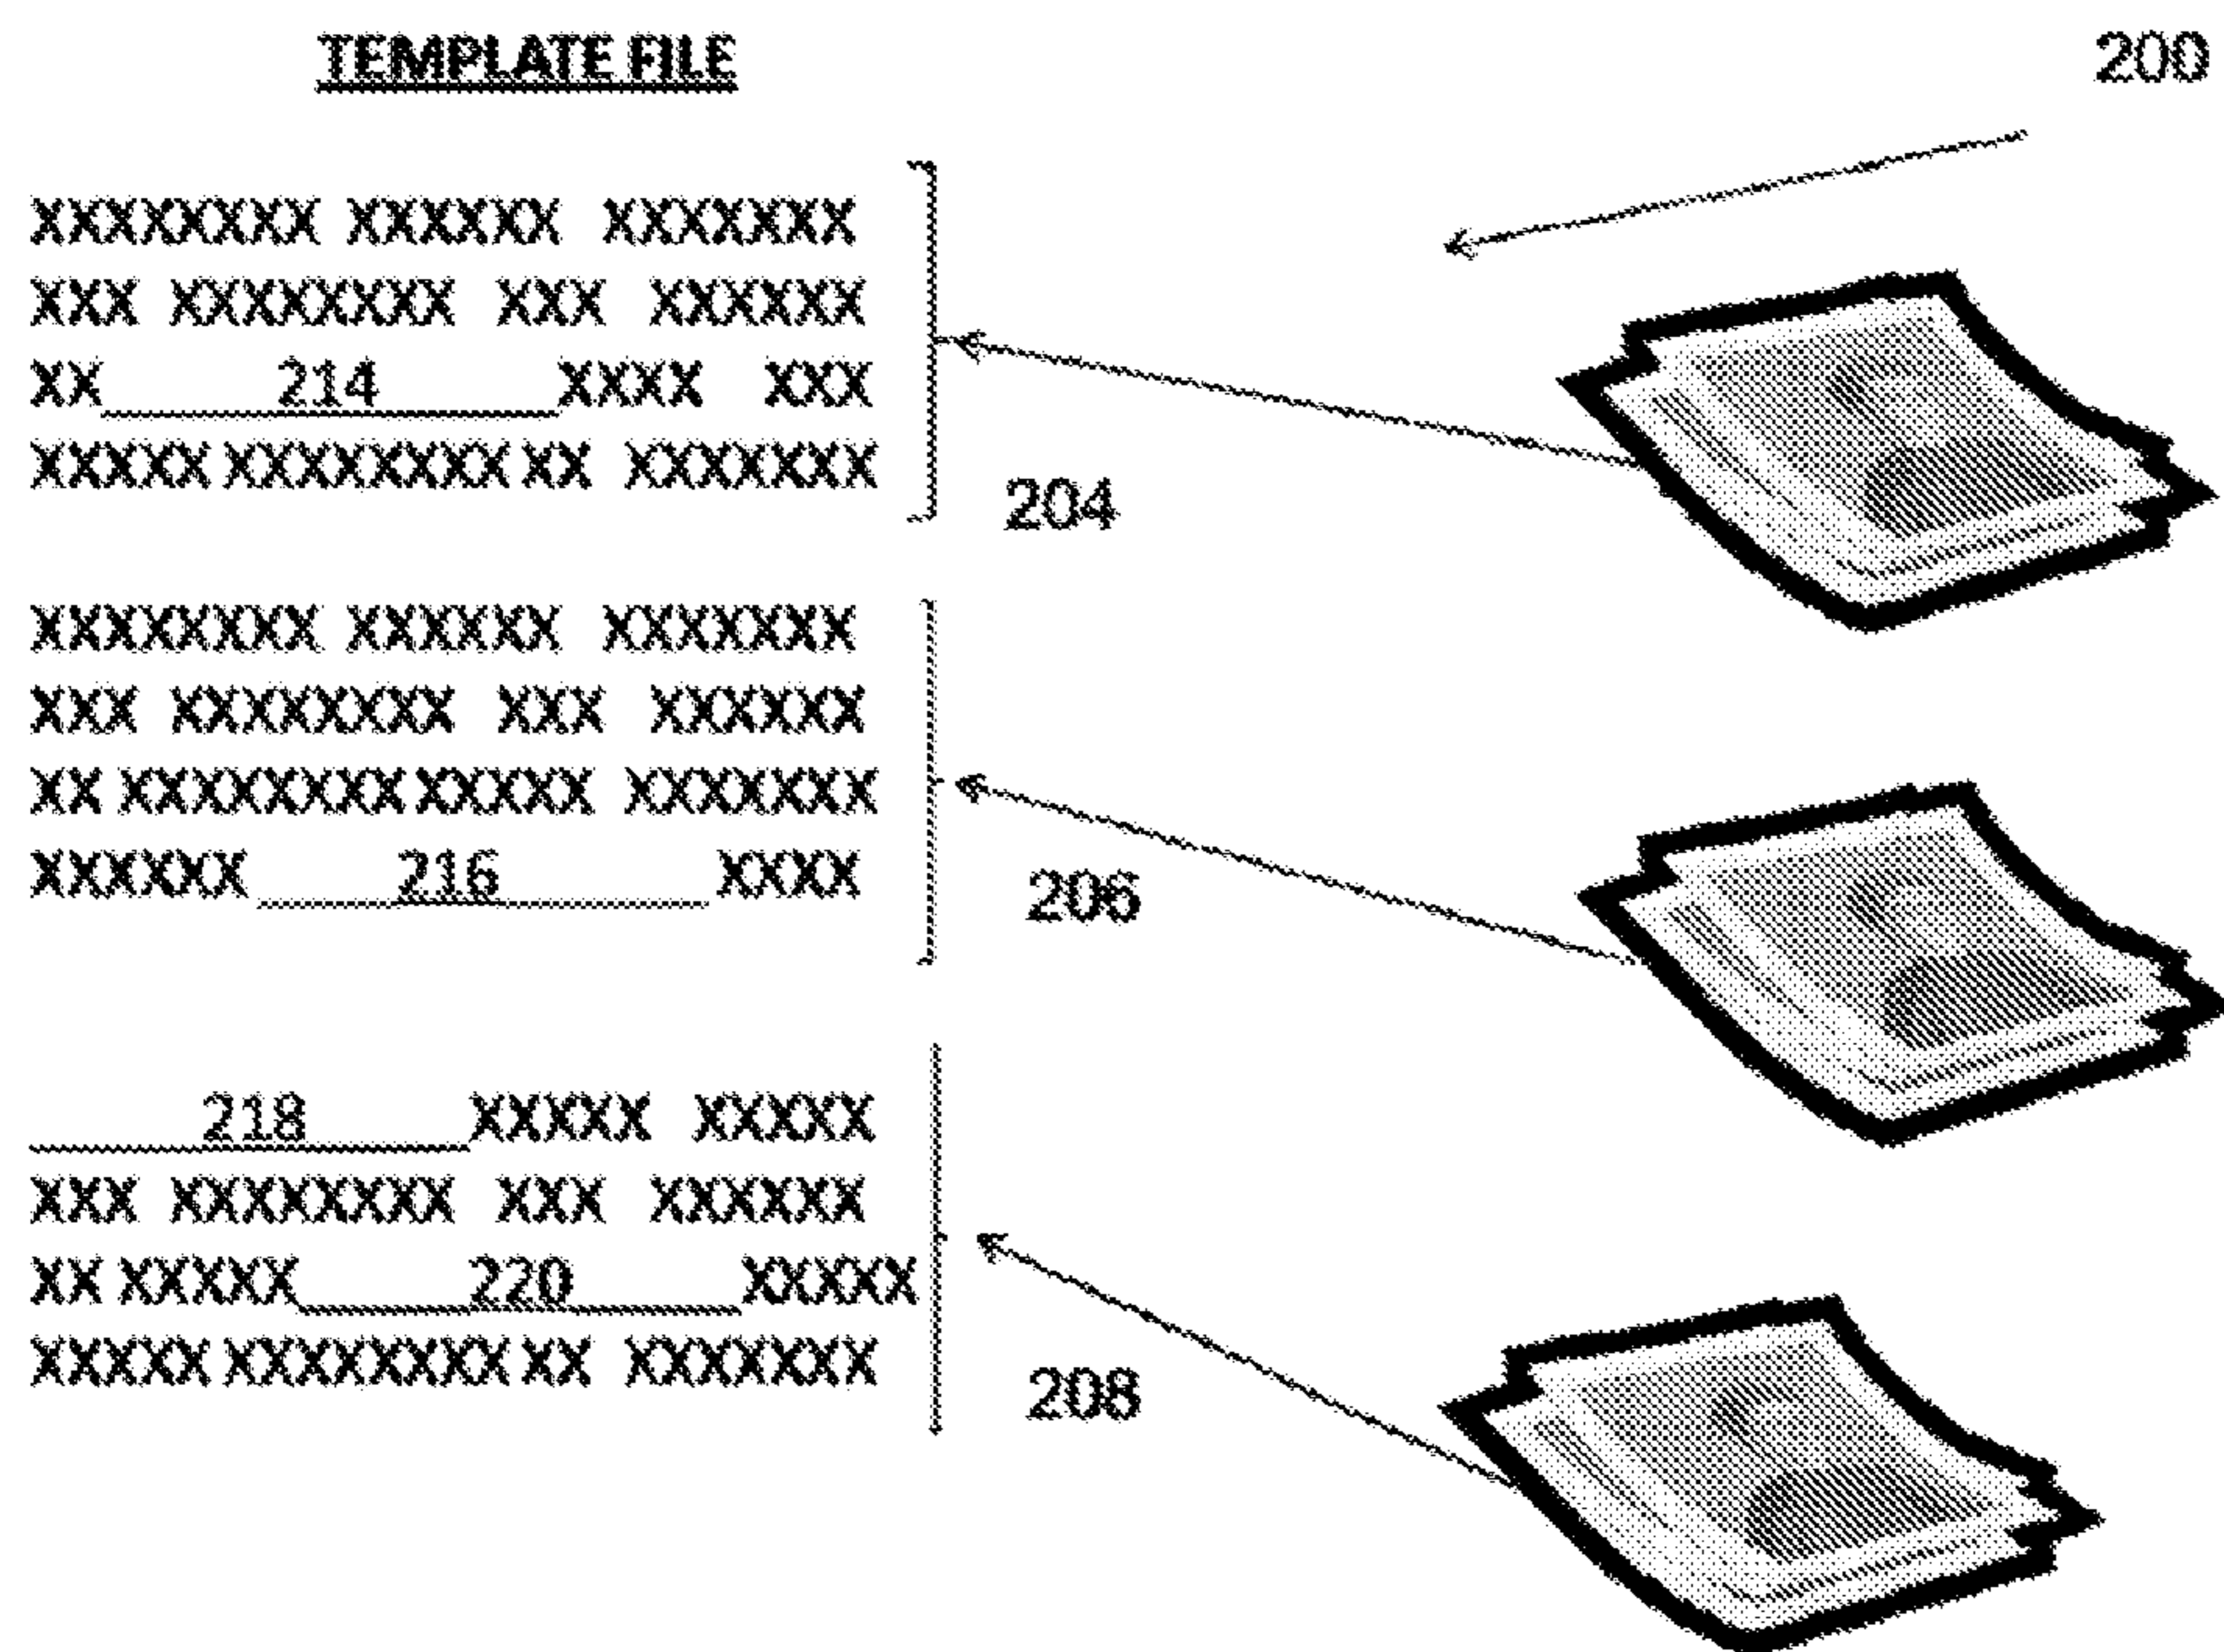 TEMPLATE FILE
200
XXXXXXXX XXXXXX XXXXXXX
XXX XXXXXXXX XXX XXXXXX
XX 214 XXXX XXX
XXXXX XXXXXXXX XX XXXXXXX
204
XXXXXXXX XXXXXX XXXXXXX
XXX XXXXXXXX XXX XXXXXX
XX XXXXXXXX XXXXX XXXXXXX
XXXXXX 216 XXXX
206
218 XXXXX XXXXX
XXX XXXXXXXX XXX XXXXXX
XX XXXXX 220 XXXXX
XXXXX XXXXXXXX XX XXXXXXX
208